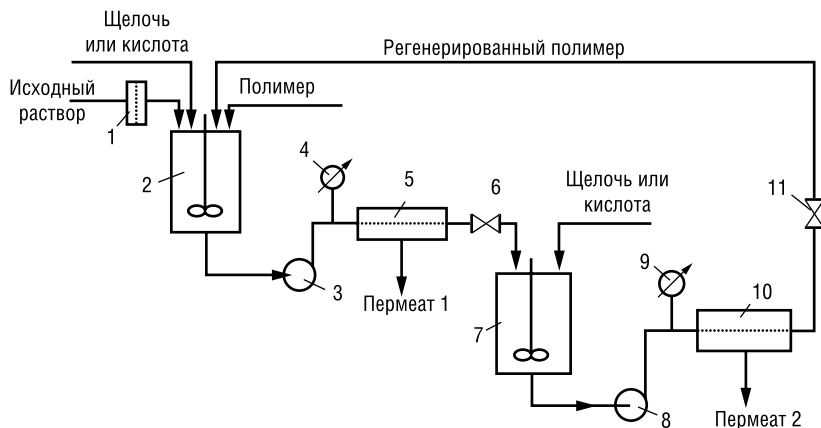 Щелочь
или кислота
Регенерированный полимер
Исходный
раствор
Полимер
1
2
3
4
5
6
Щелочь или
кислота
11
Пермеат 1
7
8
9
10
Пермеат 2